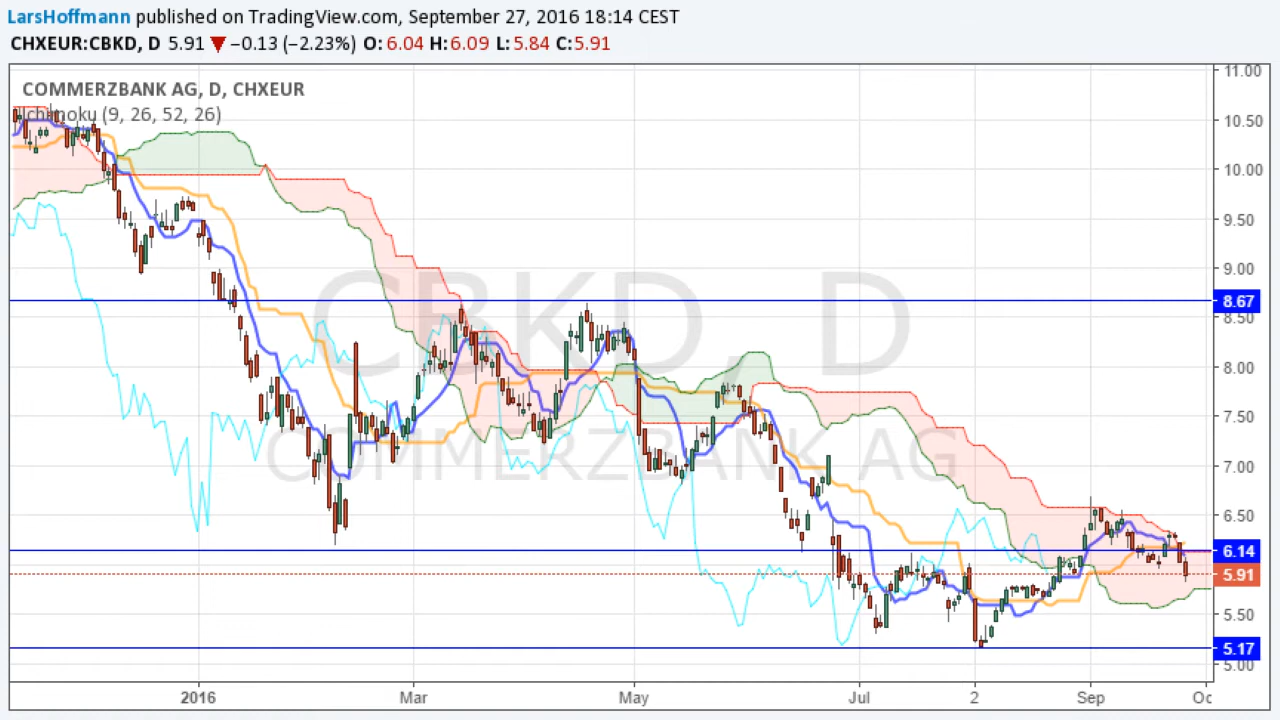 LarsHoffmann published on TradingView.com, September 27, 2016 18:14 CEST
CHXEUR:CBKD, D 5.91 ▼ −0.13 (−2.23%) O: 6.04 H: 6.09 L: 5.84 C: 5.91
COMMERZBANK AG, D, CHXEUR
Ichimoku (9, 26, 52, 26)
CBKD, D
COMMERZBANK AG
11.00
10.50
10.00
9.50
9.00
8.67
8.50
8.00
7.50
7.00
6.50
6.14
5.91
5.50
5.17
5.00
2016 Mar May Jul 2 Sep Oc